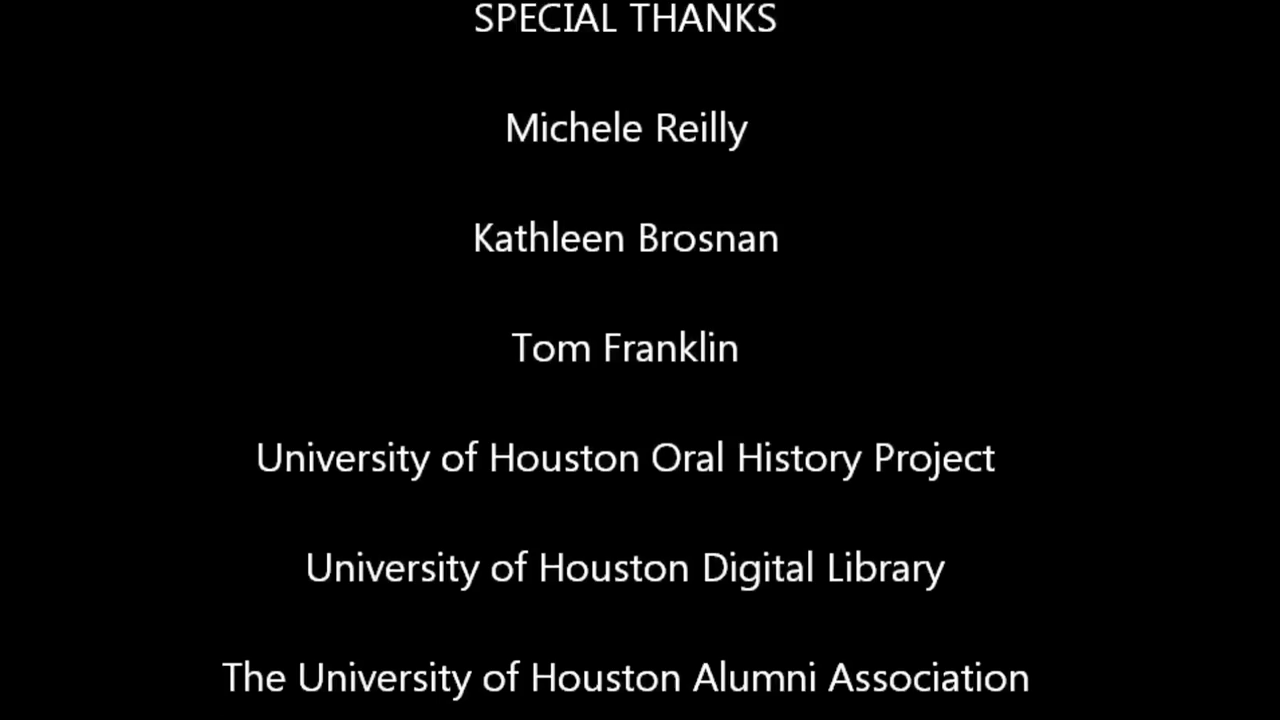 SPECIAL THANKS
Michele Reilly
Kathleen Brosnan
Tom Franklin
University of Houston Oral History Project
University of Houston Digital Library
The University of Houston Alumni Association